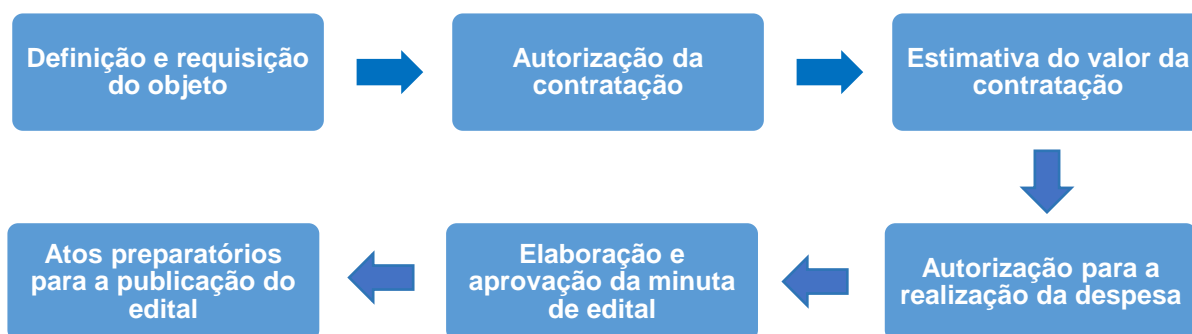 Definição e requisição
do objeto
Autorização da
contratação
Estimativa do valor da
contratação
Autorização para a
realização da despesa
Elaboração e
aprovação da minuta
de edital
Atos preparatórios
para a publicação do
edital